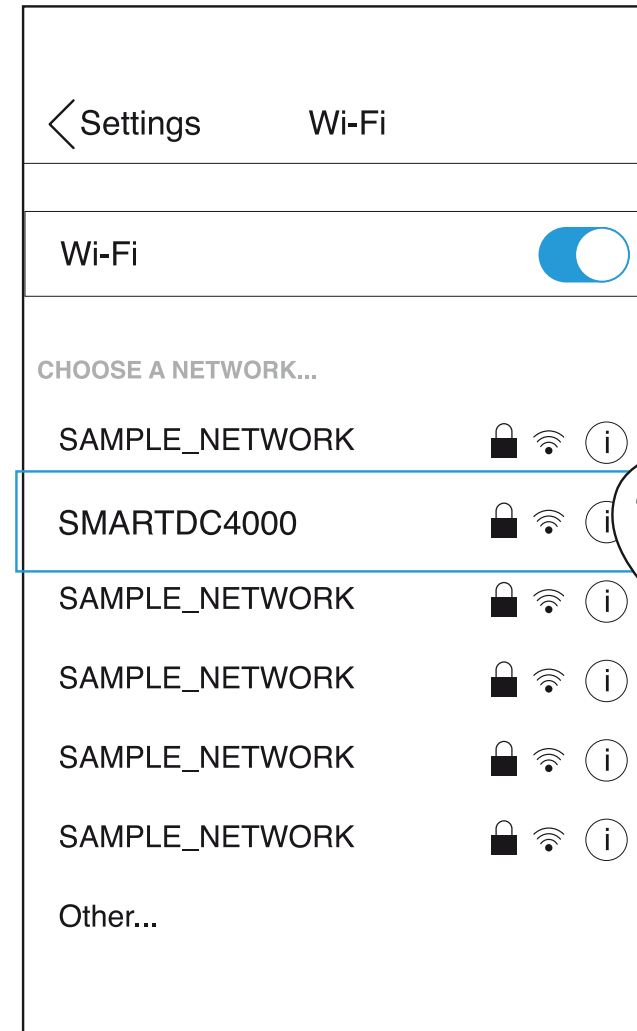 Settings Wi-Fi
Wi-Fi
CHOOSE A NETWORK...
SAMPLE_NETWORK i
SMARTDC4000 i
SAMPLE_NETWORK i
SAMPLE_NETWORK i
SAMPLE_NETWORK i
SAMPLE_NETWORK i
Other...